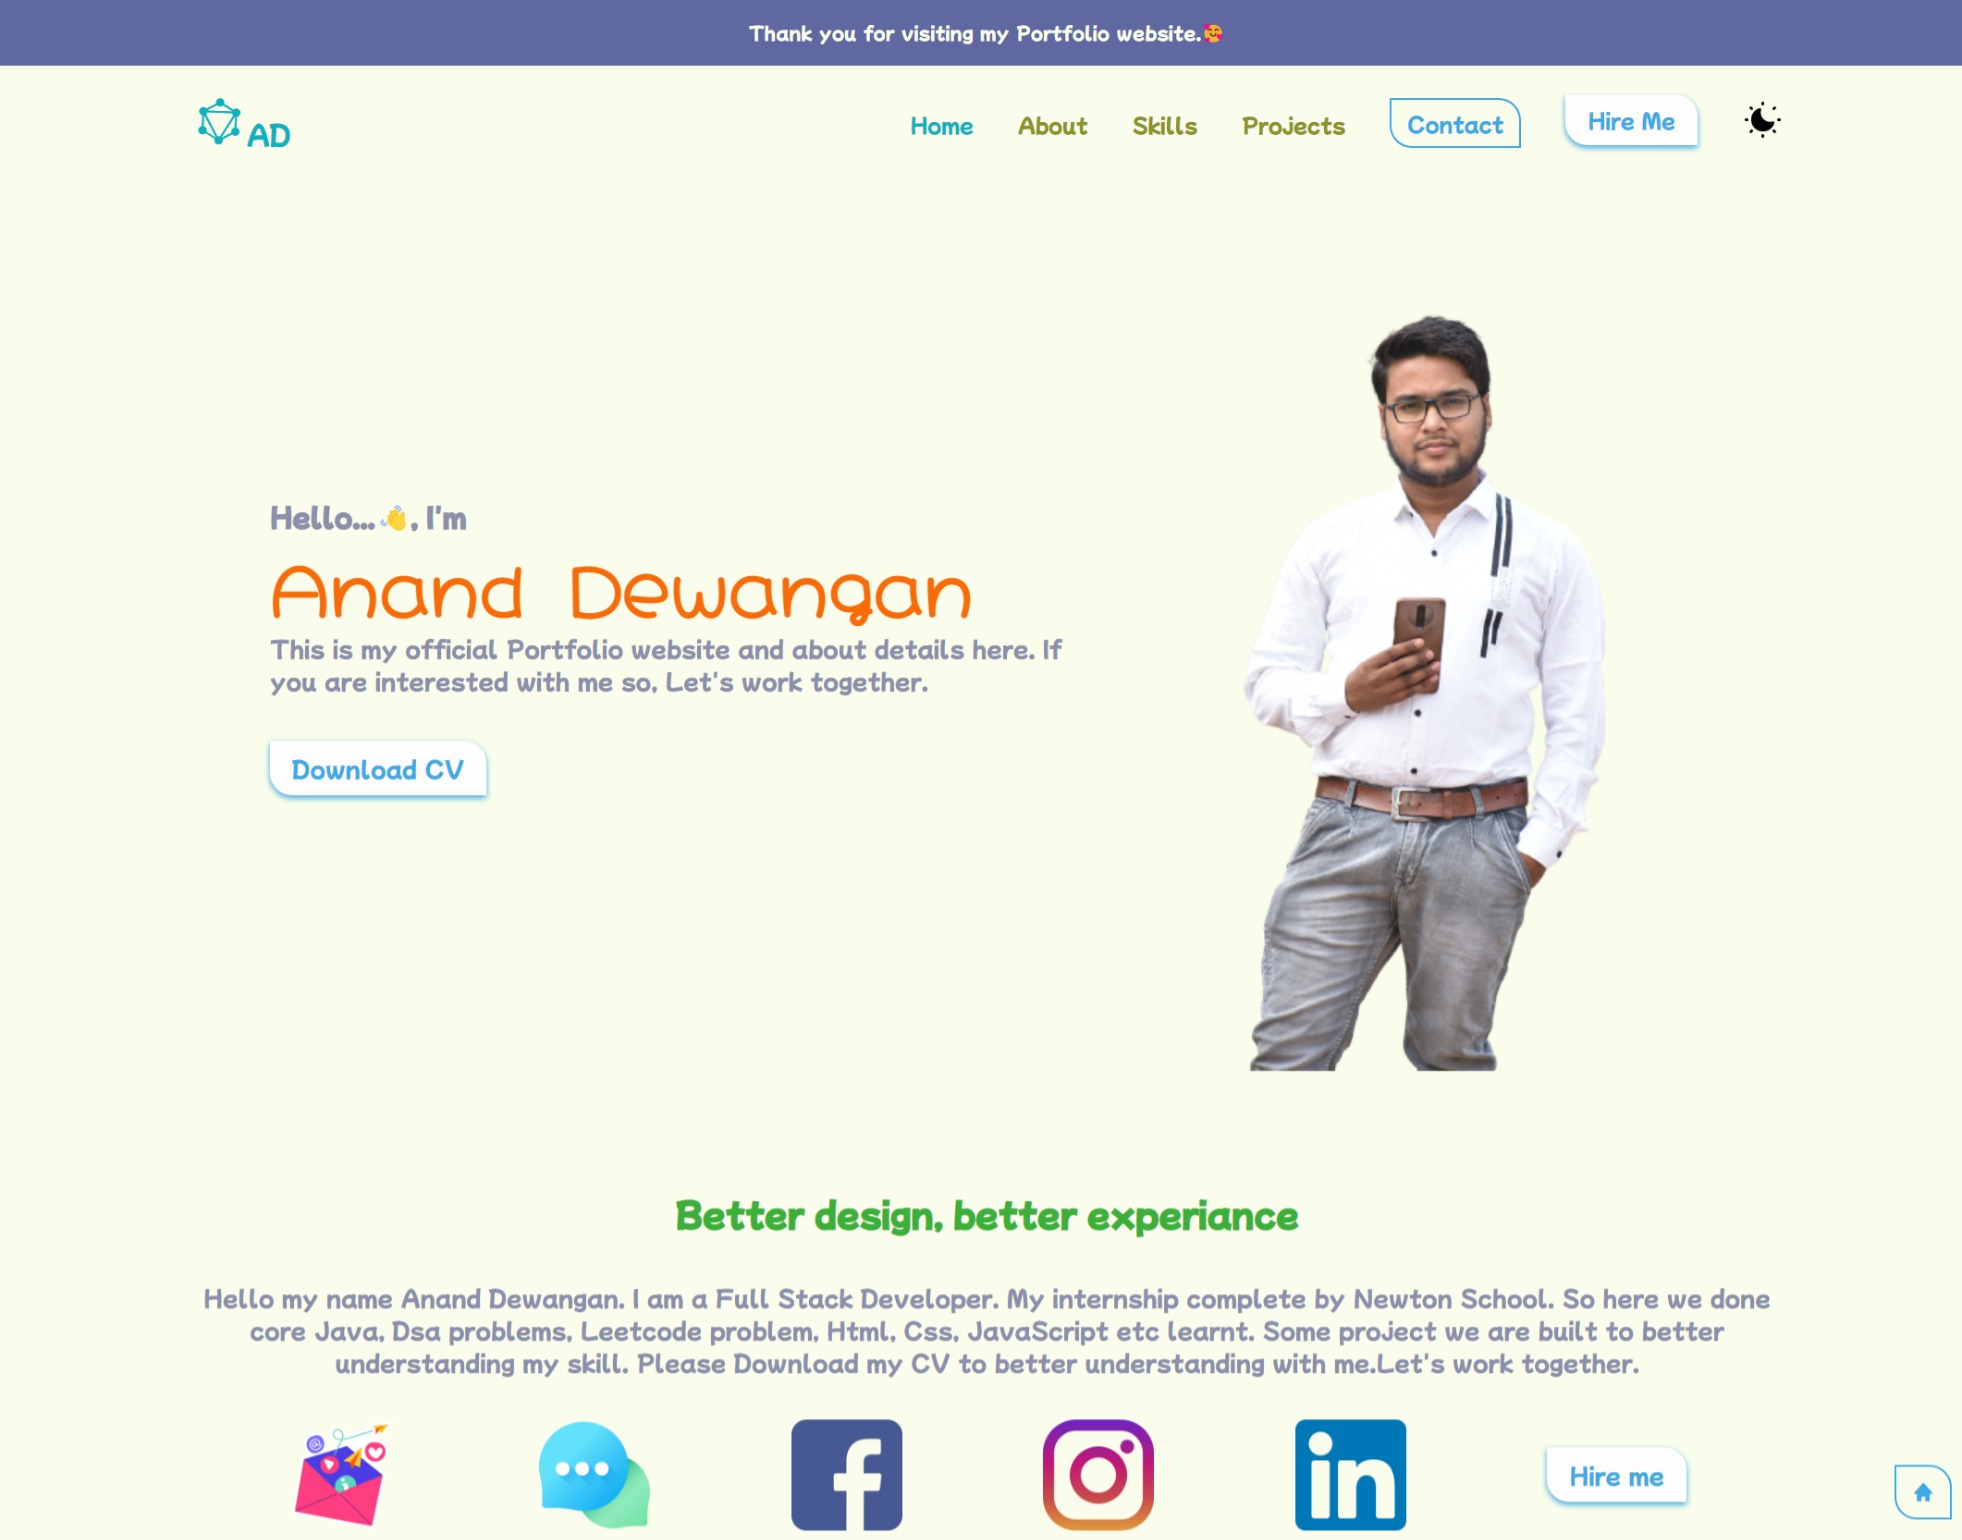 Thank you for visiting my Portfolio website.🥰
AD
Home
About
Skills
Projects
Contact
Hire Me
Hello...👋, I'm
Anand Dewangan
This is my official Portfolio website and about details here. If
you are interested with me so, Let's work together.
Download CV
Better design, better experiance
Hello my name Anand Dewangan. I am a Full Stack Developer. My internship complete by Newton School. So here we done
core Java, Dsa problems, Leetcode problem, Html, Css, JavaScript etc learnt. Some project we are built to better
understanding my skill. Please Download my CV to better understanding with me.Let's work together.
f
in
Hire me